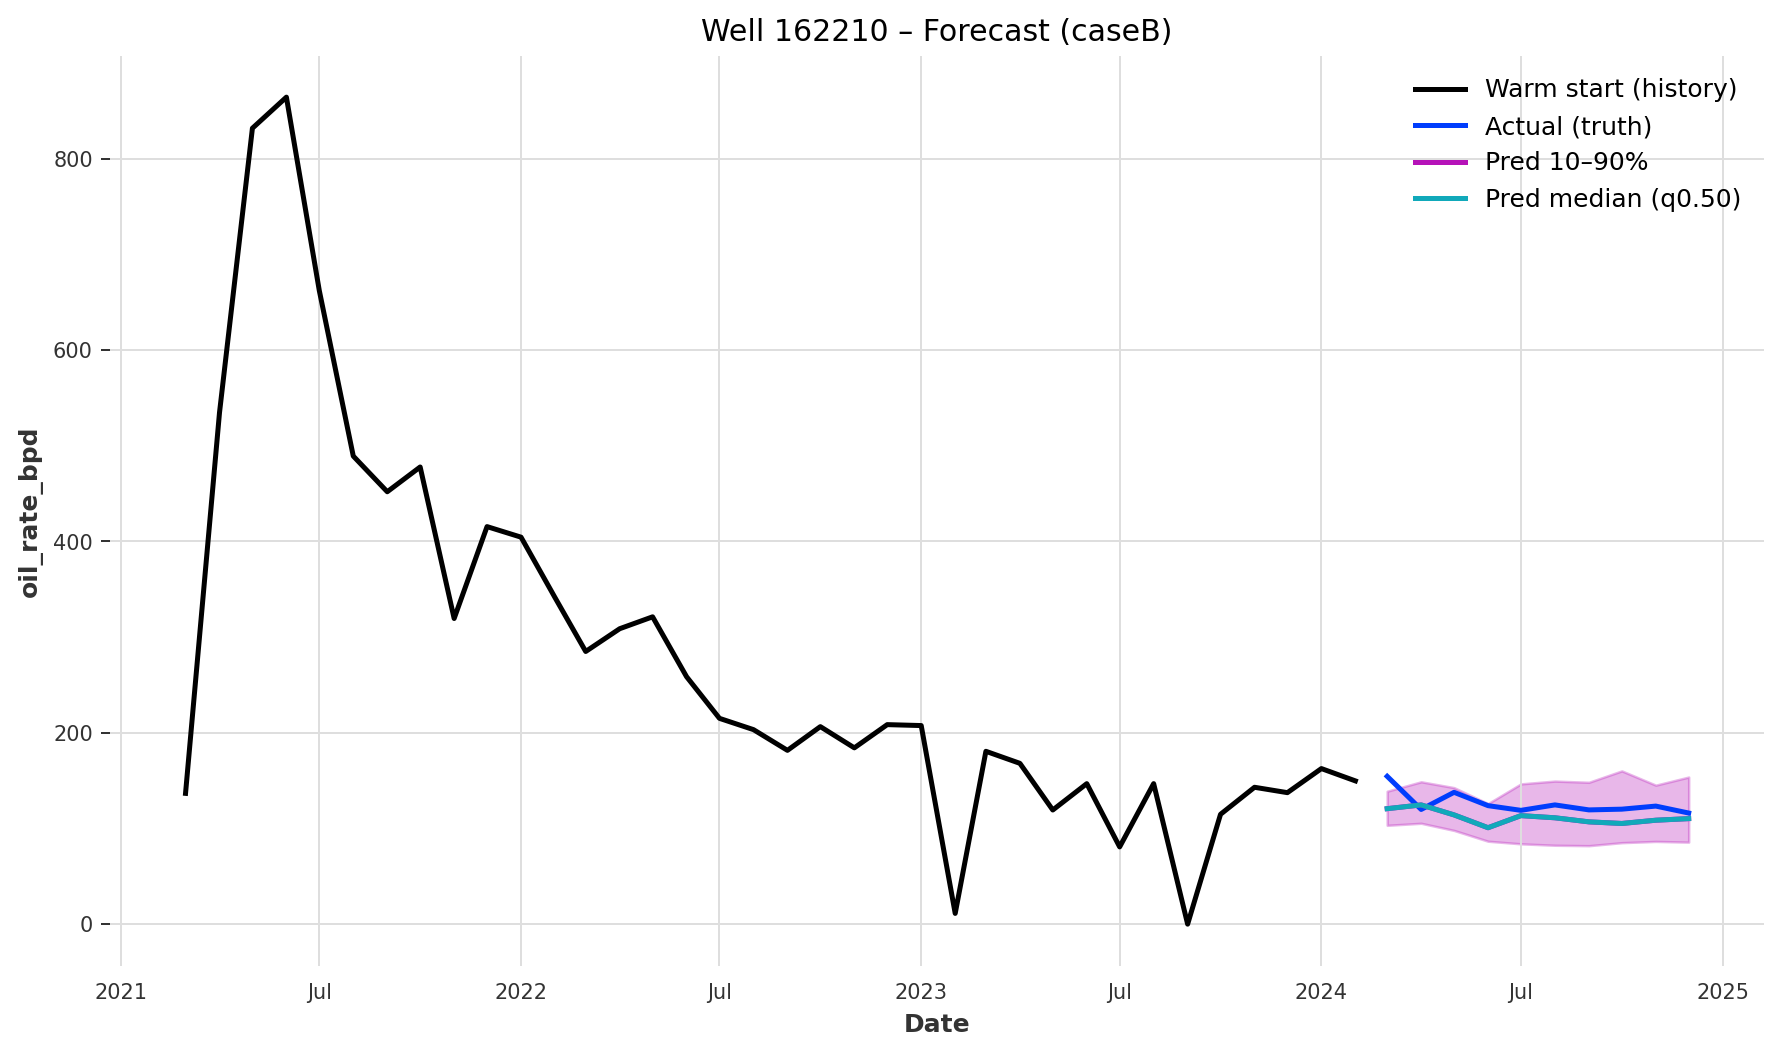 Well 162210 – Forecast (caseB)
Warm start (history)
Actual (truth)
Pred 10–90%
Pred median (q0.50)
800
600
400
200
0
oil_rate_bpd
2021 Jul 2022 Jul 2023 Jul 2024 Jul 2025
Date